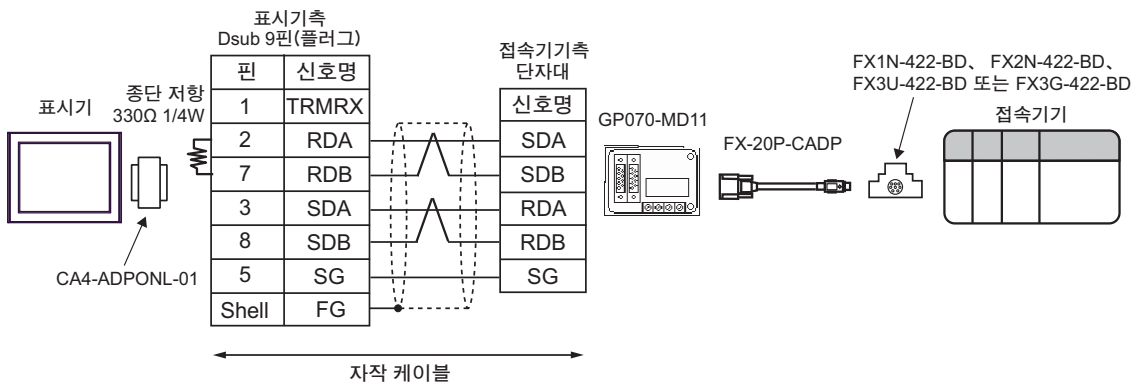 표시기측
Dsub 9핀(플러그)
접속기기측
단자대
FX1N-422-BD、 FX2N-422-BD、
FX3U-422-BD 또는 FX3G-422-BD
접속기기
표시기
종단 저항
330Ω 1/4W
핀 신호명
1 TRMRX
2 RDA
7 RDB
3 SDA
8 SDB
5 SG
Shell FG
신호명
SDA
SDB
RDA
RDB
SG
GP070-MD11
FX-20P-CADP
CA4-ADPONL-01
자작 케이블